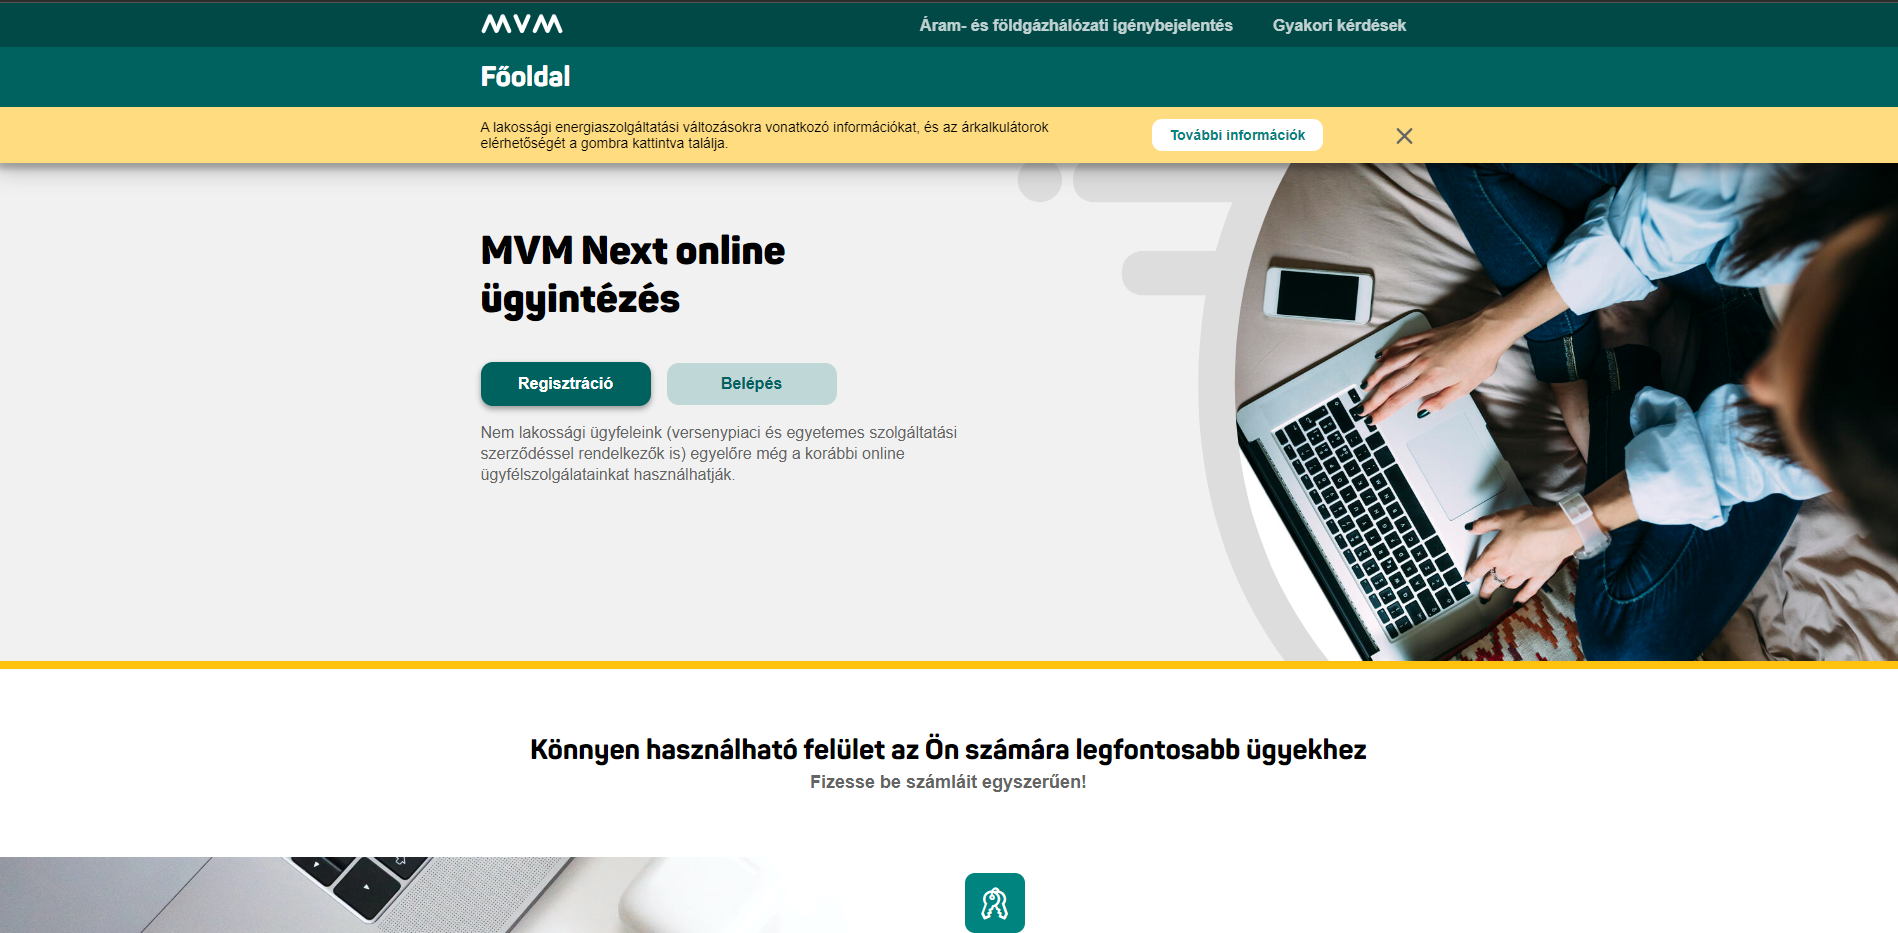 MVM
Áram- és földgázhálózati igénybejelentés
Gyakori kérdések
Főoldal
A lakossági energiaszolgáltatási változásokra vonatkozó információkat, és az árkalkulátorok
elérhetőségét a gombra kattintva találja.
További információk
MVM Next online
ügyintézés
Regisztráció
Belépés
Nem lakossági ügyfeleink (versenypiaci és egyetemes szolgáltatási
szerződéssel rendelkezők is) egyelőre még a korábbi online
ügyfélszolgálatainkat használhatják.
Könnyen használható felület az Ön számára legfontosabb ügyekhez
Fizesse be számláit egyszerűen!